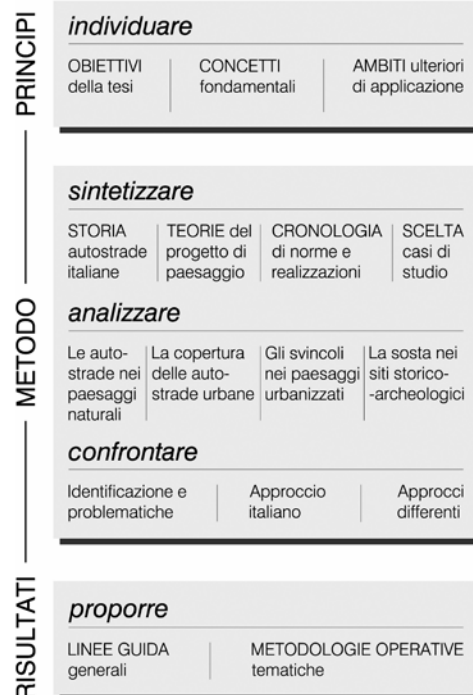 PRINCIPI
individuare
OBIETTIVI
della tesi
CONCETTI
fondamentali
AMBITI ulteriori
di applicazione
METODO
sintetizzare
STORIA
autostrade
italiane
TEORIE del
progetto di
paesaggio
CRONOLOGIA
di norme e
realizzazioni
SCELTA
casi di
studio
analizzare
Le auto-
strade nei
paesaggi
naturali
La copertura
delle auto-
strade urbane
Gli svincoli
nei paesaggi
urbanizzati
La sosta nei
siti storico-
-archeologici
confrontare
Identificazione e
problematiche
Approccio
italiano
Approcci
differenti
RISULTATI
proporre
LINEE GUIDA
generali
METODOLOGIE OPERATIVE
tematiche